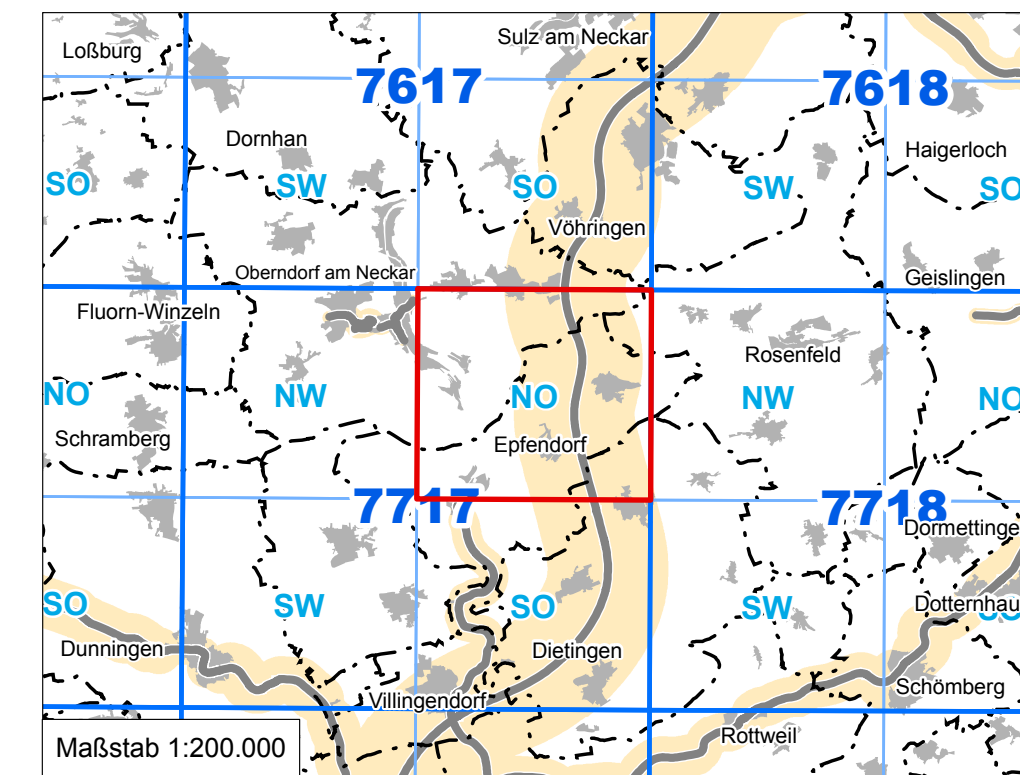 Sulz am Neckar
Loßburg
7617
7618
Dornhan
Haigerloch
SO
SW
SO
SW
SO
Vöhringen
Oberndorf am Neckar
Geislingen
Fluorn-Winzeln
Rosenfeld
NO
NW
NO
NW
NO
Schramberg
Epfendorf
7717
7718
Dormettinge
SO
SW
SO
SW
SO
Dotternhau
Dunningen
Dietingen
Schömberg
Villingendorf
Rottweil
Maßstab 1:200.000